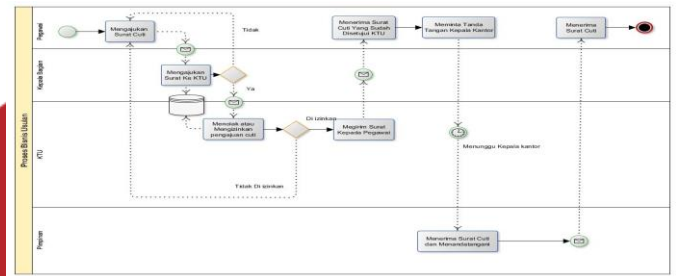 Proses Bisnis Usulan
Pegawai
Mengajukan
Surat Cuti
Tidak
Menerima Surat
Cuti Yang Sudah
Disetujui KTU
Meminta Tanda
Tangan Kepala Kantor
Menerima
Surat Cuti
Kepala Bagian
Mengajukan
Surat Ke KTU
Ya
KTU
Menolak atau
Mengizinkan
pengajuan cuti
Di izinkan
Megirim Surat
Kepada Pegawai
Menunggu Kepala kantor
Tidak Di izinkan
Pimpinan
Menerima Surat Cuti
dan Menandatangani